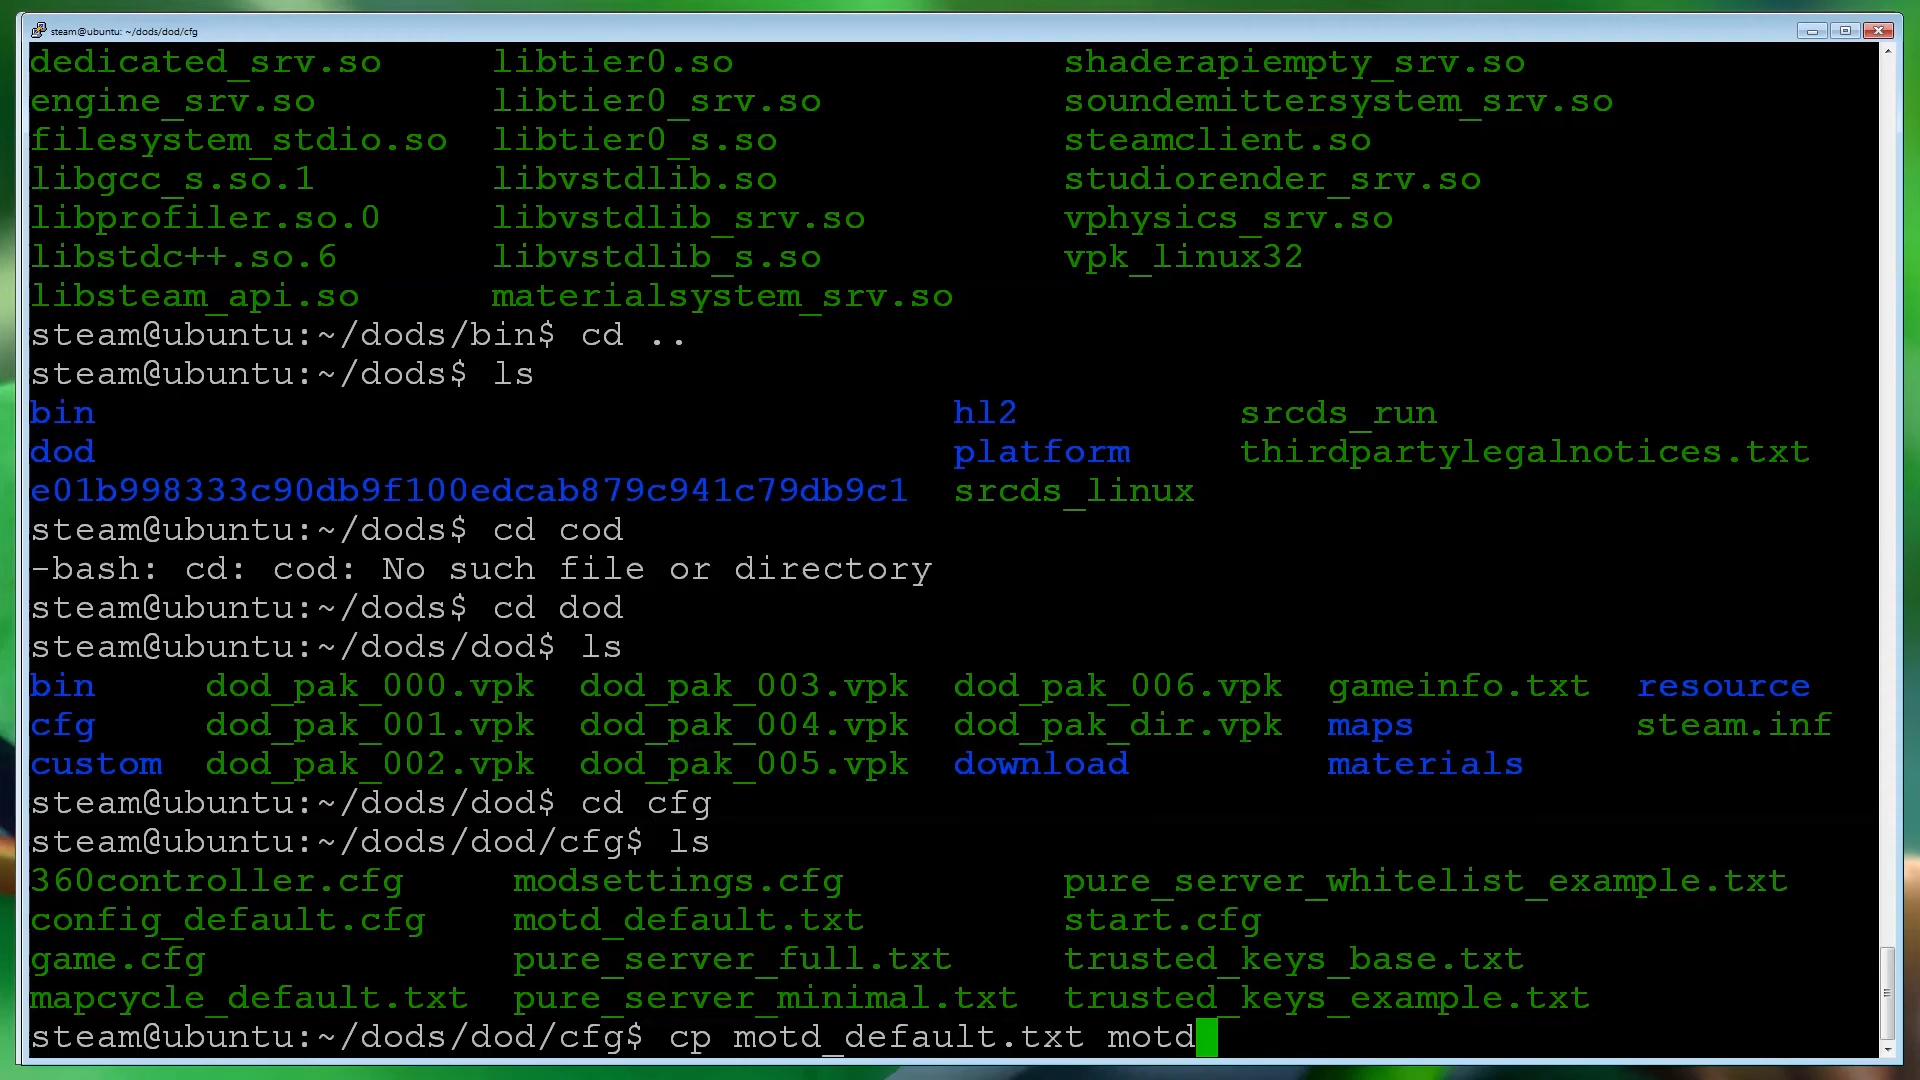 steam@ubuntu: ~/dods/dod/cfg
dedicated_srv.so libtier0.so shaderapiempty_srv.so
engine_srv.so libtier0_srv.so soundemittersystem_srv.so
filesystem_stdio.so libtier0_s.so steamclient.so
libgcc_s.so.1 libvstdlib.so studiorender_srv.so
libprofiler.so.0 libvstdlib_srv.so vphysics_srv.so
libstdc++.so.6 libvstdlib_s.so vpk_linux32
libsteam_api.so materialsystem_srv.so
steam@ubuntu:~/dods/bin$ cd ..
steam@ubuntu:~/dods$ ls
bin hl2 srcds_run
dod platform thirdpartylegalnotices.txt
e01b998333c90db9f100edcab879c941c79db9c1 srcds_linux
steam@ubuntu:~/dods$ cd cod
-bash: cd: cod: No such file or directory
steam@ubuntu:~/dods$ cd dod
steam@ubuntu:~/dods/dod$ ls
bin dod_pak_000.vpk dod_pak_003.vpk dod_pak_006.vpk gameinfo.txt resource
cfg dod_pak_001.vpk dod_pak_004.vpk dod_pak_dir.vpk maps steam.inf
custom dod_pak_002.vpk dod_pak_005.vpk download materials
steam@ubuntu:~/dods/dod$ cd cfg
steam@ubuntu:~/dods/dod/cfg$ ls
360controller.cfg modsettings.cfg pure_server_whitelist_example.txt
config_default.cfg motd_default.txt start.cfg
game.cfg pure_server_full.txt trusted_keys_base.txt
mapcycle_default.txt pure_server_minimal.txt trusted_keys_example.txt
steam@ubuntu:~/dods/dod/cfg$ cp motd_default.txt motd